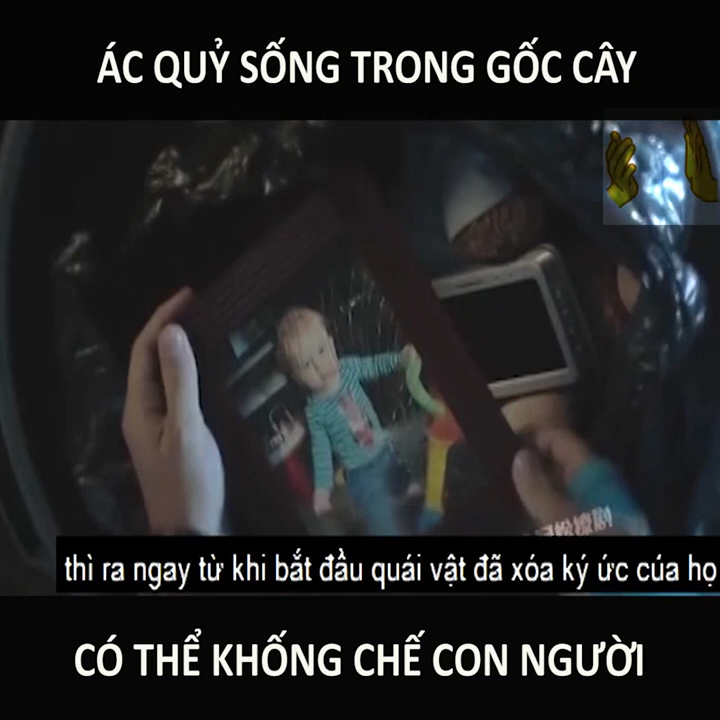 ÁC QUỶ SỐNG TRONG GỐC CÂY
thì ra ngay từ khi bắt đầu quái vật đã xóa ký ức của họ
CÓ THỂ KHỐNG CHẾ CON NGƯỜI